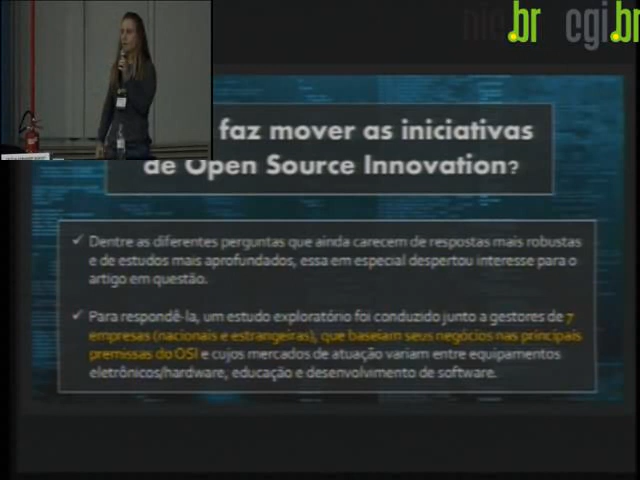 nic.br cgi.br
faz mover as iniciativas
de Open Source Innovation?
✓ Dentre as diferentes perguntas que ainda carecem de respostas mais robustas
e de estudos mais aprofundados, essa em especial despertou interesse para o
artigo em questão.
✓ Para respondê-la, um estudo exploratório foi conduzido junto a gestores de 7
empresas (nacionais e estrangeiras), que baseiam seus negócios nas principais
premissas do OSI e cujos mercados de atuação variam entre equipamentos
eletrônicos/hardware, educação e desenvolvimento de software.